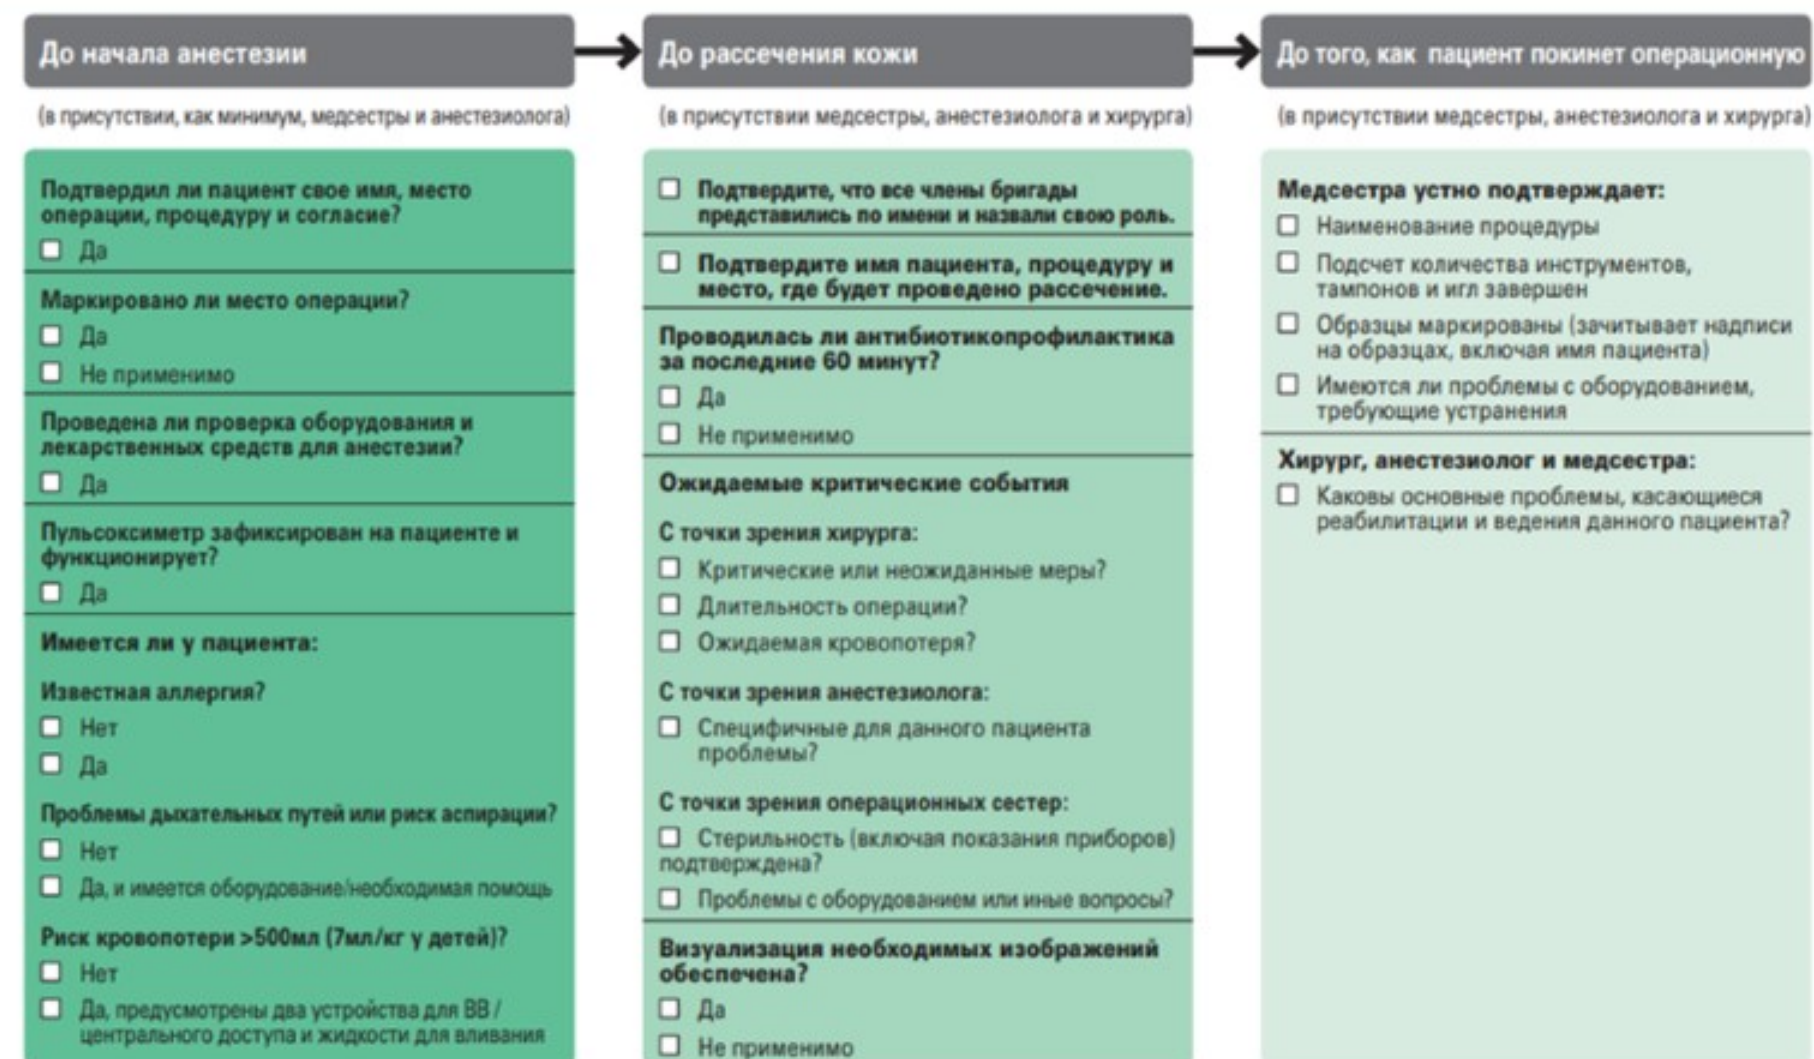 До начала анестезии
(в присутствии, как минимум, медсестры и анестезиолога)
Подтвердил ли пациент свое имя, место
операции, процедуру и согласие?
Да
Маркировано ли место операции?
Да
Не применимо
Проведена ли проверка оборудования и
лекарственных средств для анестезии?
Да
Пульсоксиметр зафиксирован на пациенте и
функционирует?
Да
Имеется ли у пациента:
Известная аллергия?
Нет
Да
Проблемы дыхательных путей или риск аспирации?
Нет
Да, и имеется оборудование/необходимая помощь
Риск кровопотери >500мл (7мл/кг у детей)?
Нет
Да, предусмотрены два устройства для ВВ /
центрального доступа и жидкости для вливания
До рассечения кожи
(в присутствии медсестры, анестезиолога и хирурга)
Подтвердите, что все члены бригады
представились по имени и назвали свою роль.
Подтвердите имя пациента, процедуру и
место, где будет проведено рассечение.
Проводилась ли антибиотикопрофилактика
за последние 60 минут?
Да
Не применимо
Ожидаемые критические события
С точки зрения хирурга:
Критические или неожиданные меры?
Длительность операции?
Ожидаемая кровопотеря?
С точки зрения анестезиолога:
Специфичные для данного пациента
проблемы?
С точки зрения операционных сестер:
Стерильность (включая показания приборов)
подтверждена?
Проблемы с оборудованием или иные вопросы?
Визуализация необходимых изображений
обеспечена?
Да
Не применимо
До того, как пациент покинет операционную
(в присутствии медсестры, анестезиолога и хирурга)
Медсестра устно подтверждает:
Наименование процедуры
Подсчет количества инструментов,
тампонов и игл завершен
Образцы маркированы (зачитывает надписи
на образцах, включая имя пациента)
Имеются ли проблемы с оборудованием,
требующие устранения
Хирург, анестезиолог и медсестра:
Каковы основные проблемы, касающиеся
реабилитации и ведения данного пациента?